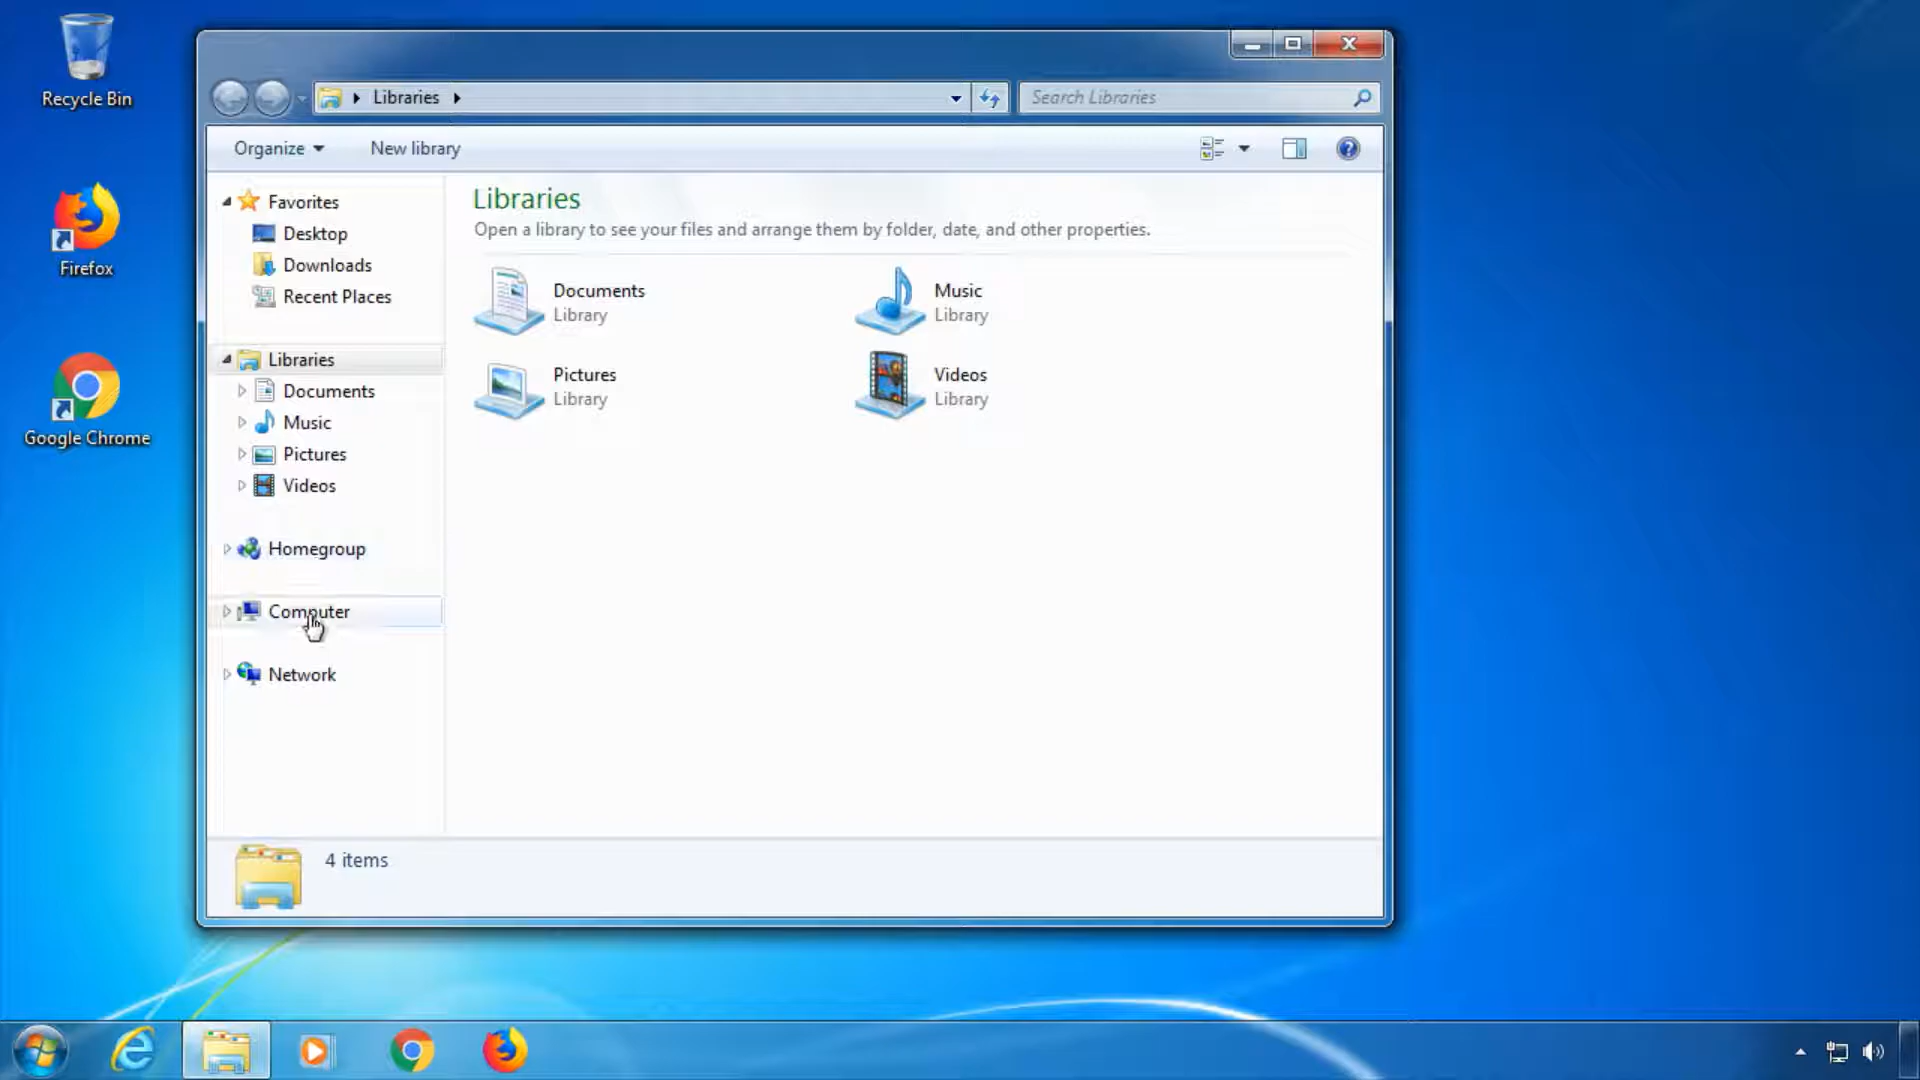 Recycle Bin
Firefox
Google Chrome
Libraries
Search Libraries
Organize
New library
Favorites
Desktop
Downloads
Recent Places
Libraries
Documents
Music
Pictures
Videos
Homegroup
Computer
Network
Libraries
Open a library to see your files and arrange them by folder, date, and other properties.
Documents
Library
Music
Library
Pictures
Library
Videos
Library
4 items